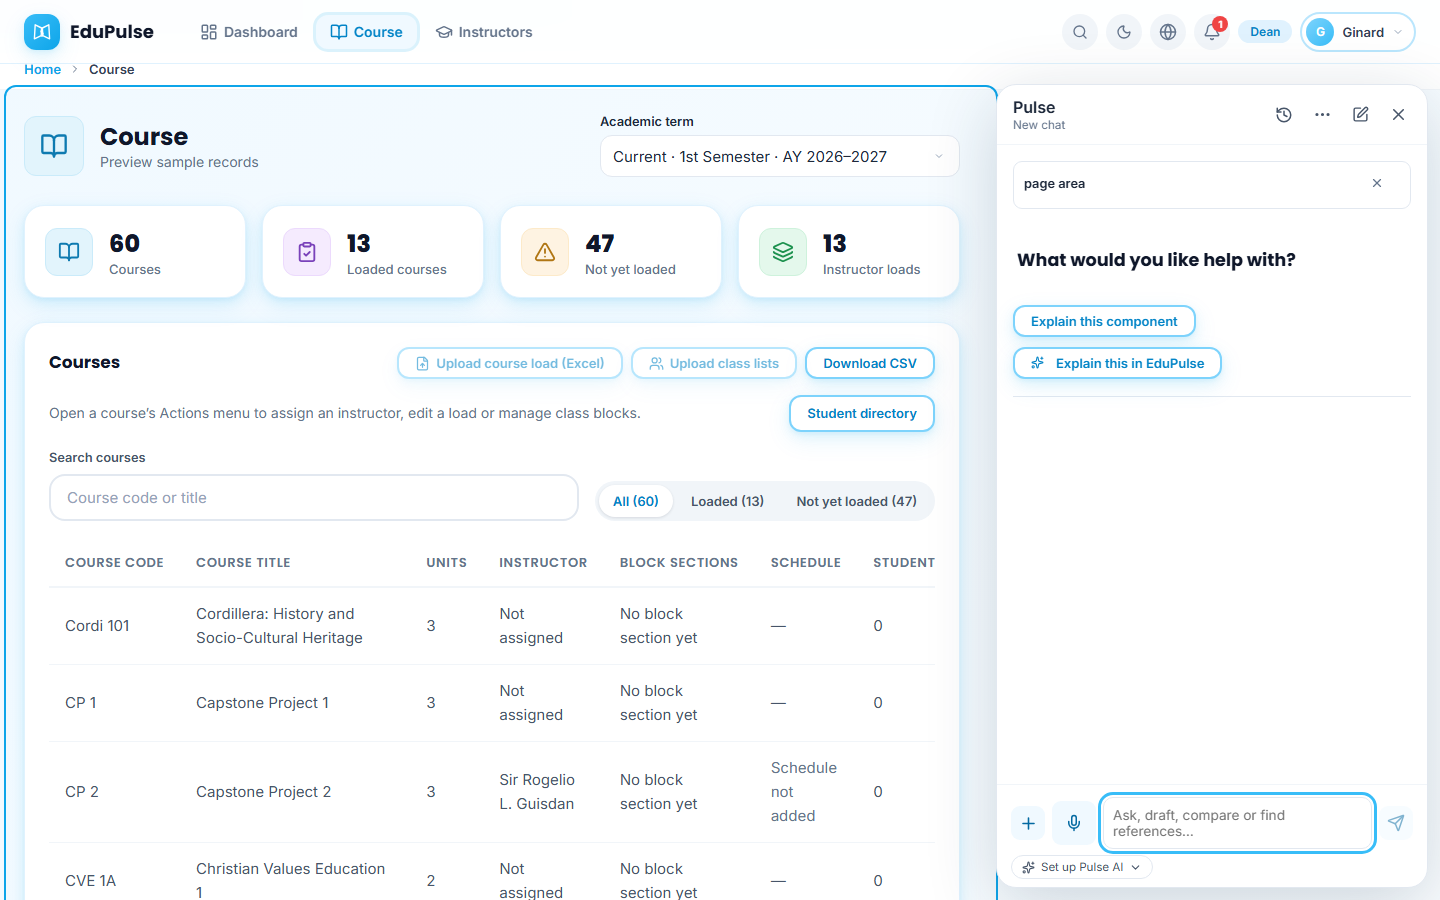 EduPulse
Dashboard
Course
Instructors
1
Dean
G
Ginard
Home
Course
Course
Preview sample records
Academic term
Current · 1st Semester · AY 2026–2027
60
Courses
13
Loaded courses
47
Not yet loaded
13
Instructor loads
Courses
Upload course load (Excel)
Upload class lists
Download CSV
Open a course’s Actions menu to assign an instructor, edit a load or manage class blocks.
Student directory
Search courses
Course code or title
All (60)
Loaded (13)
Not yet loaded (47)
COURSE CODE
COURSE TITLE
UNITS
INSTRUCTOR
BLOCK SECTIONS
SCHEDULE
STUDENT
Cordi 101
Cordillera: History and
Socio-Cultural Heritage
3
Not
assigned
No block
section yet
—
0
CP 1
Capstone Project 1
3
Not
assigned
No block
section yet
—
0
CP 2
Capstone Project 2
3
Sir Rogelio
L. Guisdan
No block
section yet
Schedule
not
added
0
CVE 1A
Christian Values Education
1
2
Not
assigned
No block
section yet
—
0
Pulse
New chat
page area
What would you like help with?
Explain this component
Explain this in EduPulse
Ask, draft, compare or find
references...
Set up Pulse AI